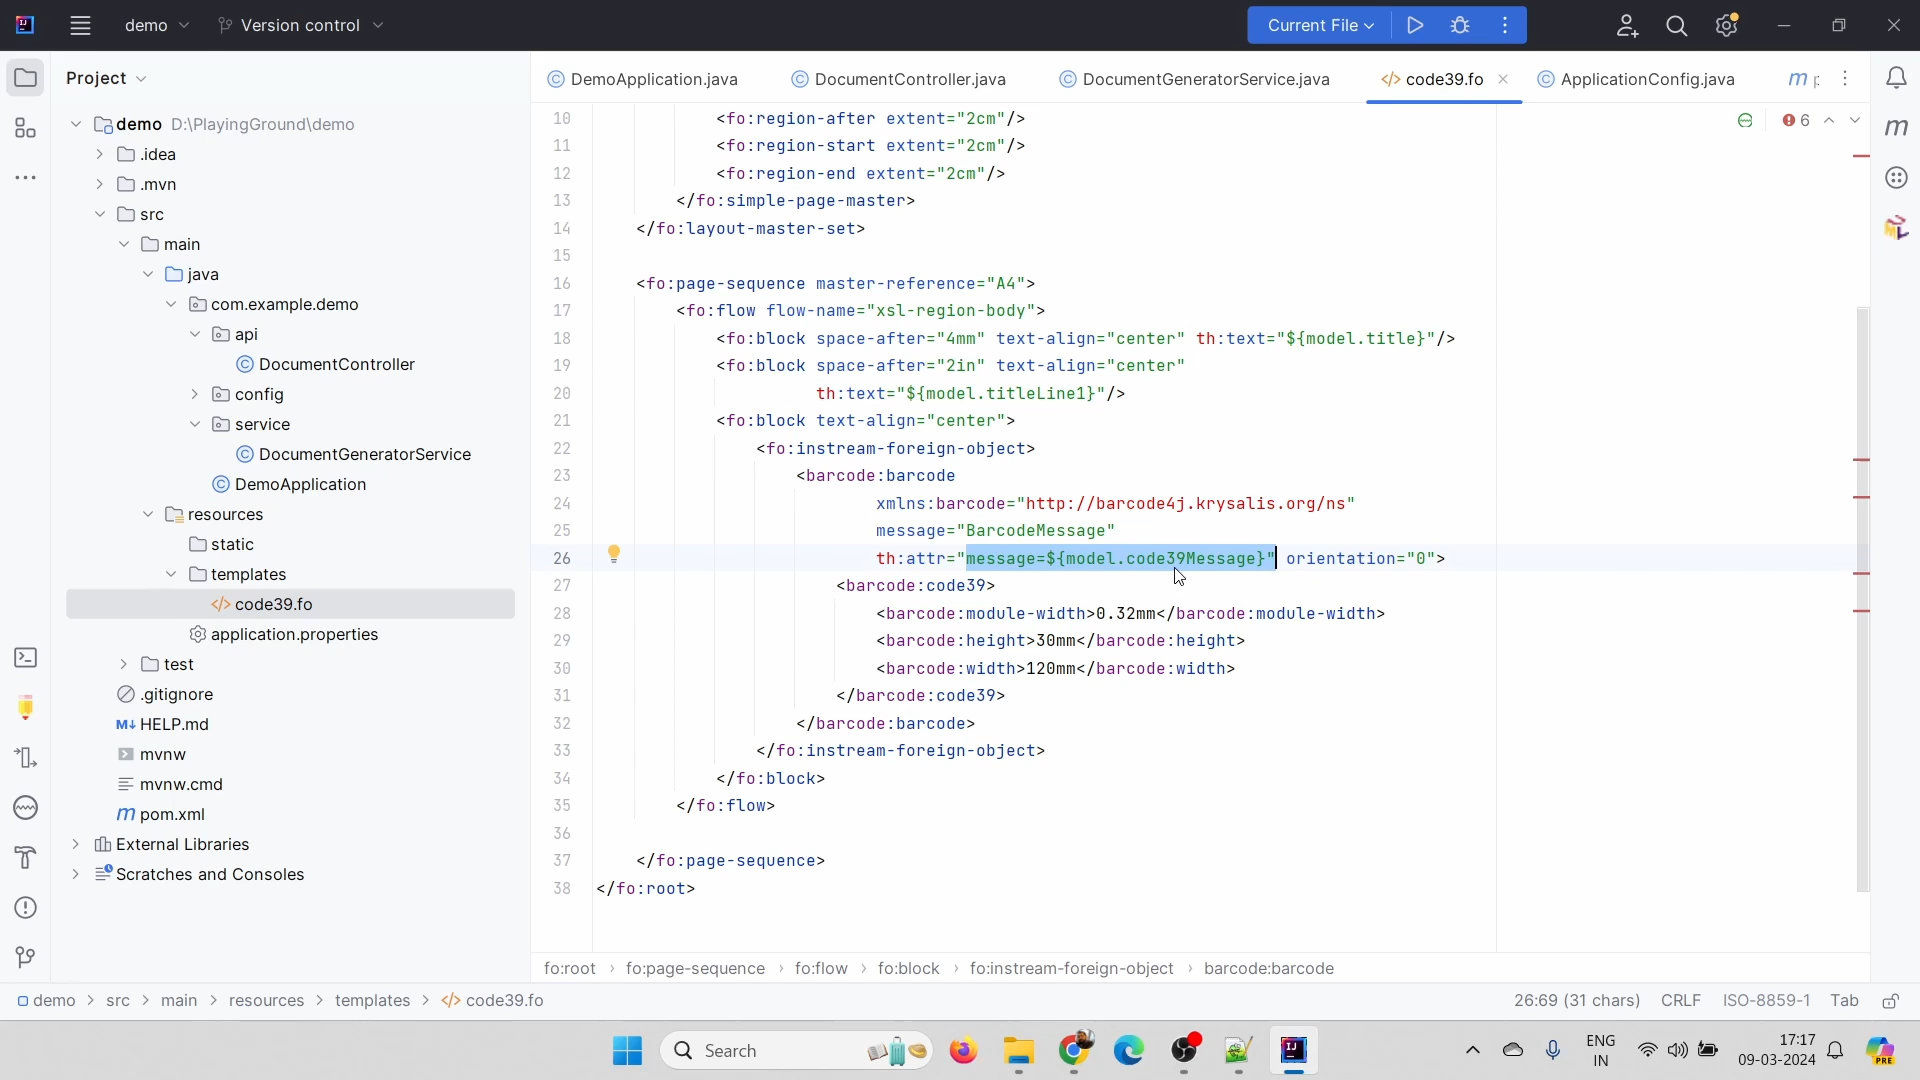 demo
Version control
Current File
Project
DemoApplication.java
DocumentController.java
DocumentGeneratorService.java
code39.fo
ApplicationConfig.java
m
demo D:\PlayingGround\demo
.idea
.mvn
src
main
java
com.example.demo
api
DocumentController
config
service
DocumentGeneratorService
DemoApplication
resources
static
templates
code39.fo
application.properties
test
.gitignore
M↓ HELP.md
mvnw
mvnw.cmd
m pom.xml
External Libraries
Scratches and Consoles
6
10 <fo:region-after extent="2cm"/>
11 <fo:region-start extent="2cm"/>
12 <fo:region-end extent="2cm"/>
13 </fo:simple-page-master>
14 </fo:layout-master-set>
15
16 <fo:page-sequence master-reference="A4">
17 <fo:flow flow-name="xsl-region-body">
18 <fo:block space-after="4mm" text-align="center" th:text="${model.title}"/>
19 <fo:block space-after="2in" text-align="center"
20 th:text="${model.titleLine1}"/>
21 <fo:block text-align="center">
22 <fo:instream-foreign-object>
23 <barcode:barcode
24 xmlns:barcode="http://barcode4j.krysalis.org/ns"
25 message="BarcodeMessage"
26 th:attr="message=${model.code39Message}" orientation="0">
27 <barcode:code39>
28 <barcode:module-width>0.32mm</barcode:module-width>
29 <barcode:height>30mm</barcode:height>
30 <barcode:width>120mm</barcode:width>
31 </barcode:code39>
32 </barcode:barcode>
33 </fo:instream-foreign-object>
34 </fo:block>
35 </fo:flow>
36
37 </fo:page-sequence>
38 </fo:root>
fo:root › fo:page-sequence › fo:flow › fo:block › fo:instream-foreign-object › barcode:barcode
demo > src > main > resources > templates > code39.fo
26:69 (31 chars) CRLF ISO-8859-1 Tab
Search
ENG
IN
17:17
09-03-2024
PRE